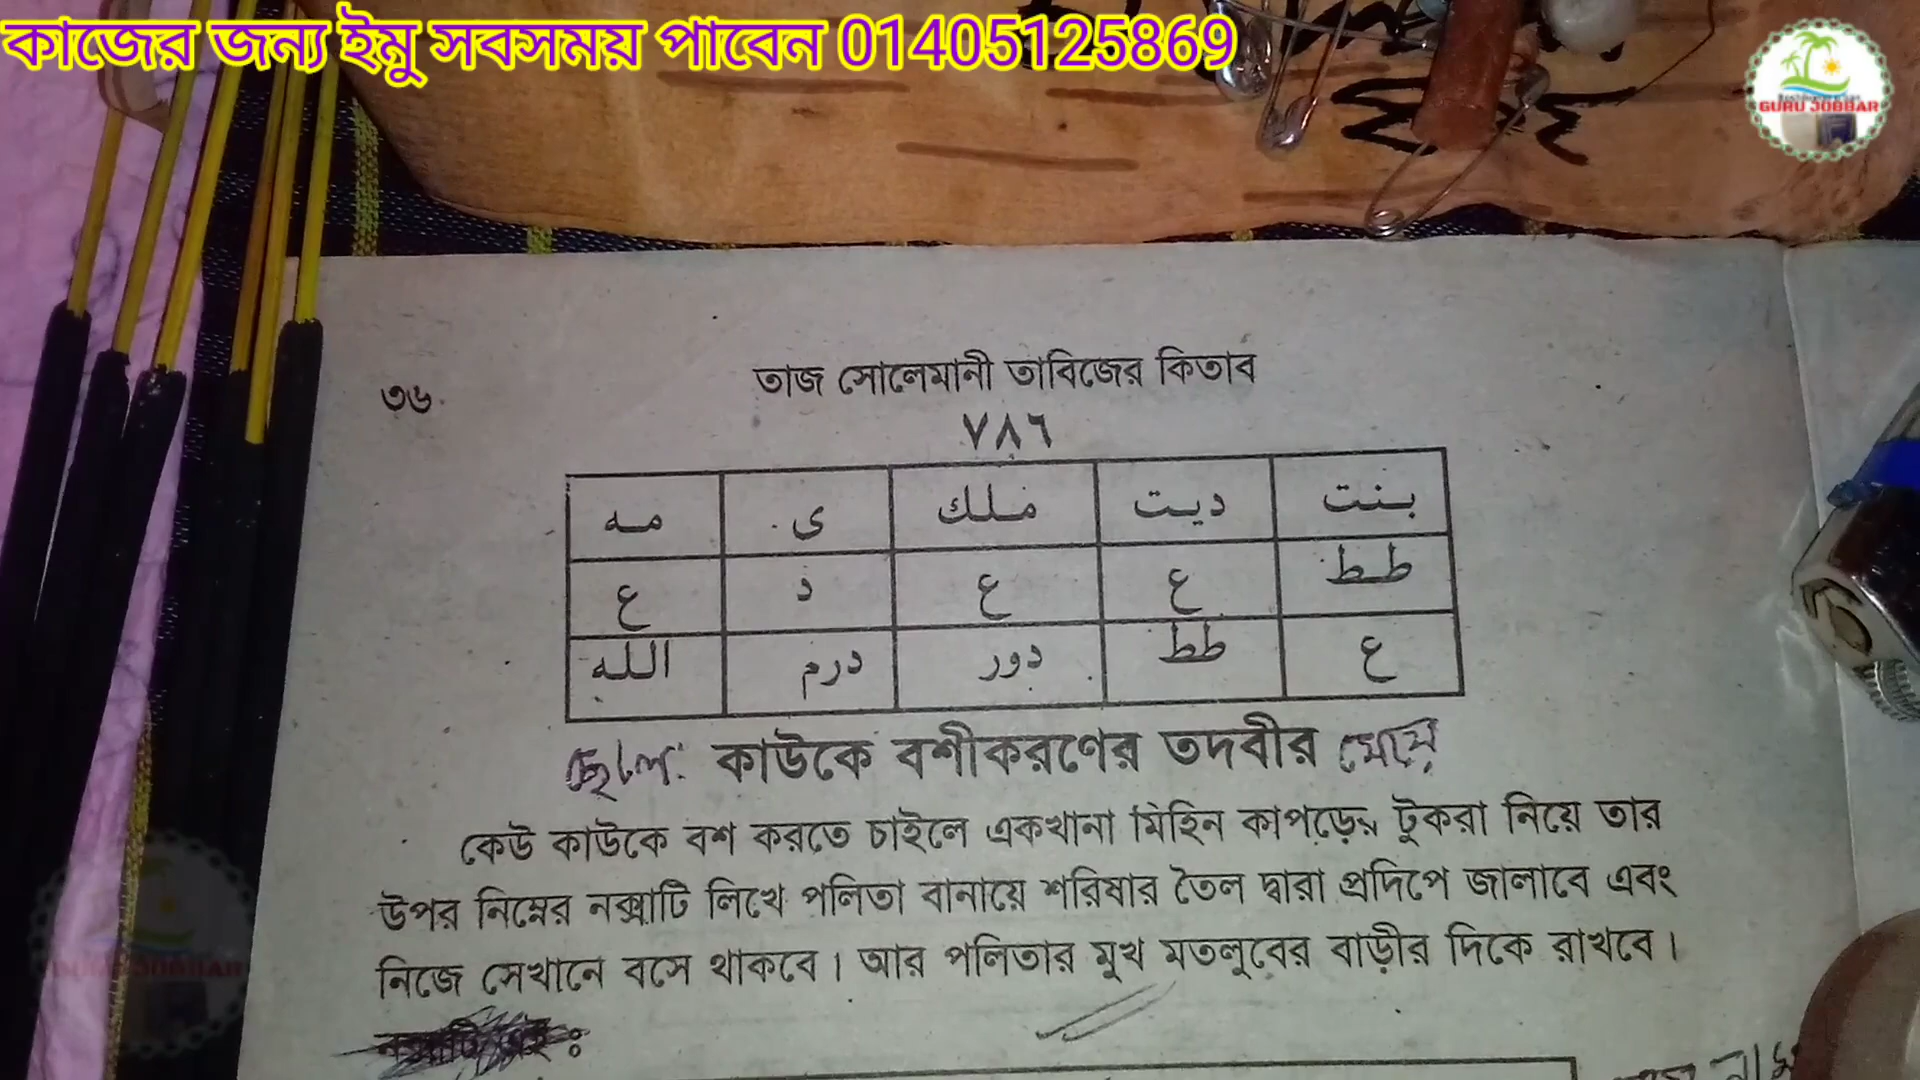 কাজের জন্য ইমু সবসময় পাবেন 01405125869
GURU JOBBAR
৩৬
তাজ সোলেমানী তাবিজের কিতাব
٧٨٦
بنت ديت ملك ى مه
طط ع ع د ع
ع طط دور درم الله
ছেলে কাউকে বশীকরণের তদবীর মেয়ে
কেউ কাউকে বশ করতে চাইলে একখানা মিহিন কাপড়ের টুকরা নিয়ে তার
উপর নিম্নের নক্সাটি লিখে পলিতা বানায়ে শরিষার তৈল দ্বারা প্রদিপে জালাবে এবং
নিজে সেখানে বসে থাকবে। আর পলিতার মুখ মতলুবের বাড়ীর দিকে রাখবে।